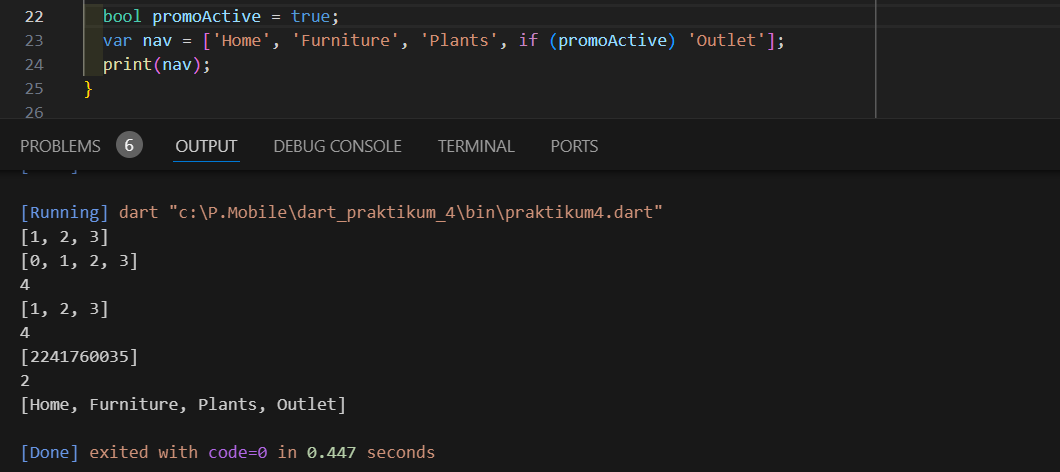 22 bool promoActive = true;
23 var nav = ['Home', 'Furniture', 'Plants', if (promoActive) 'Outlet'];
24 print(nav);
25 }
26
PROBLEMS 6 OUTPUT DEBUG CONSOLE TERMINAL PORTS
[Running] dart "c:\P.Mobile\dart_praktikum_4\bin\praktikum4.dart"
[1, 2, 3]
[0, 1, 2, 3]
4
[1, 2, 3]
4
[2241760035]
2
[Home, Furniture, Plants, Outlet]
[Done] exited with code=0 in 0.447 seconds